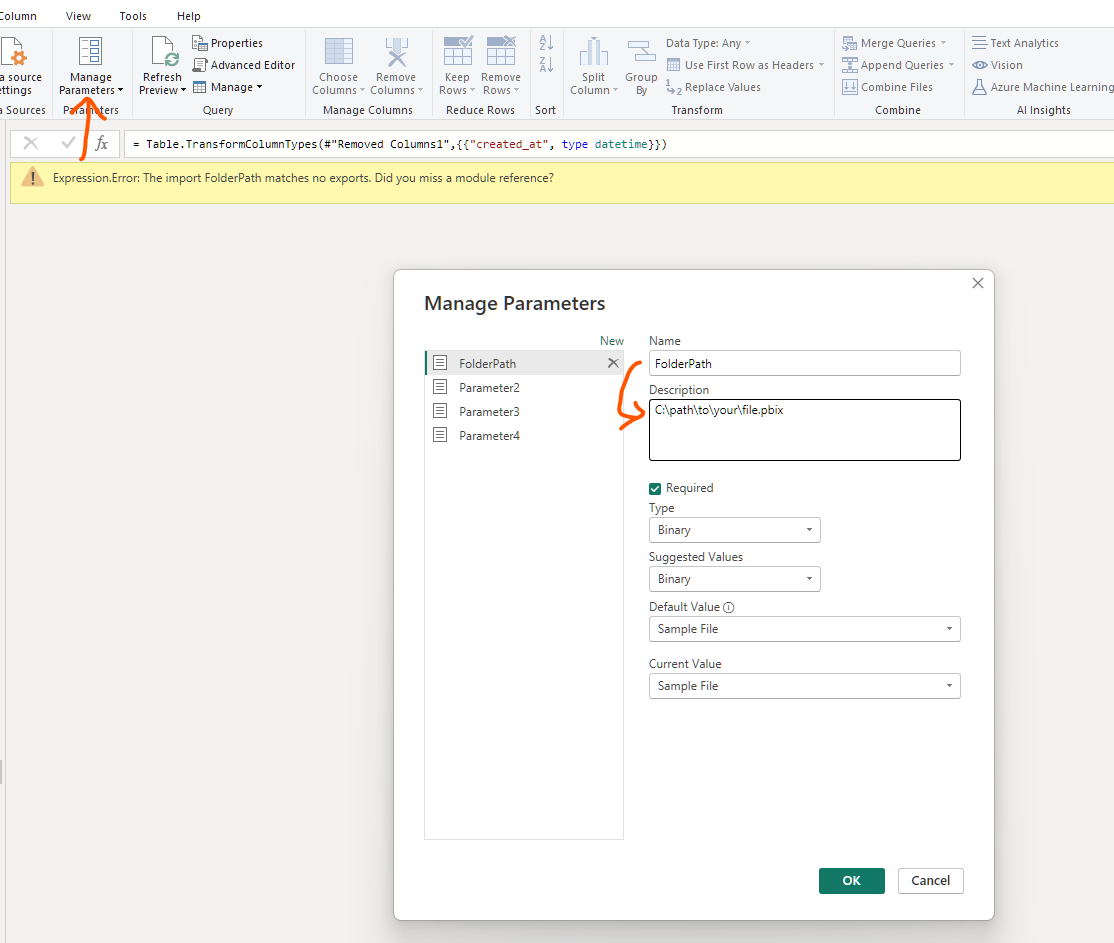 Column View Tools Help
a source
ettings
a Sources
Manage
Parameters
Parameters
Refresh
Preview
Properties
Advanced Editor
Manage
Query
Choose
Columns
Remove
Columns
Manage Columns
Keep
Rows
Remove
Rows
Reduce Rows
A
Z
Z
A
Sort
Split
Column
Group
By
Data Type: Any
Use First Row as Headers
1
2
Replace Values
Transform
Merge Queries
Append Queries
Combine Files
Combine
Text Analytics
Vision
Azure Machine Learning
AI Insights
fx
= Table.TransformColumnTypes(#"Removed Columns1",{{"created_at", type datetime}})
Expression.Error: The import FolderPath matches no exports. Did you miss a module reference?
Manage Parameters
New
FolderPath
Parameter2
Parameter3
Parameter4
Name
FolderPath
Description
C:\path\to\your\file.pbix
Required
Type
Binary
Suggested Values
Binary
Default Value
Sample File
Current Value
Sample File
OK Cancel